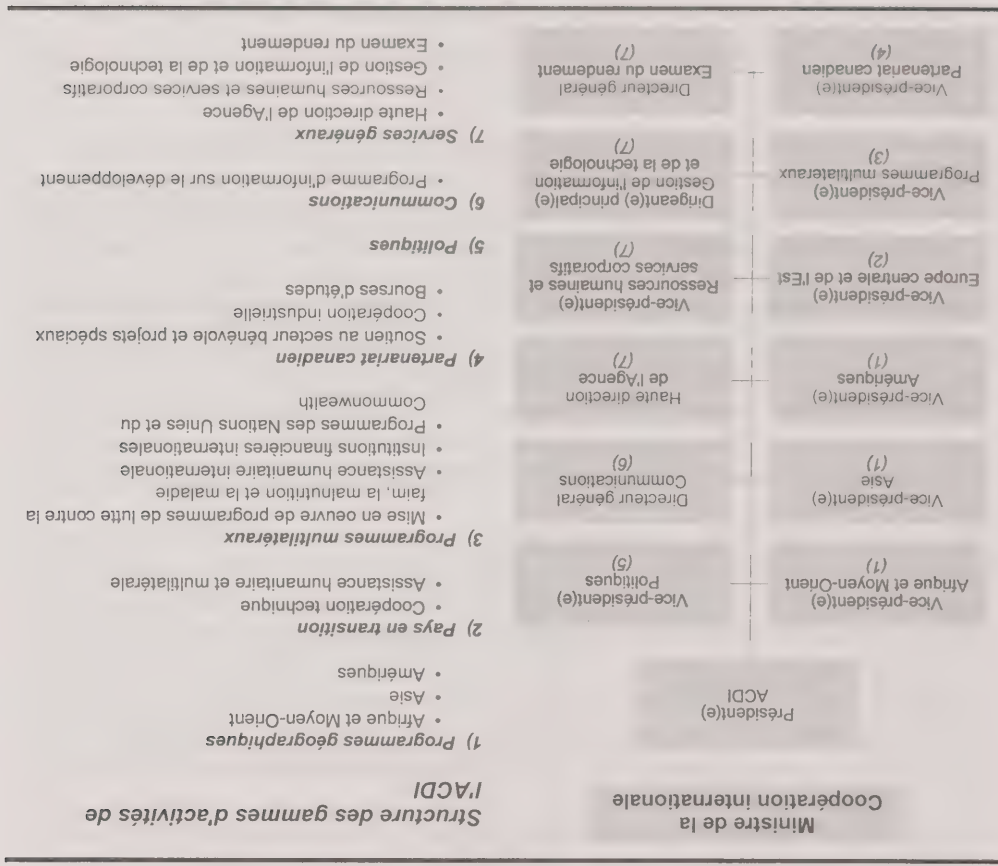 Ministre de la
Coopération internationale
Président(e)
ACDI
Vice-président(e)
Afrique et Moyen-Orient
(1)
Vice-président(e)
Politiques
(5)
Vice-président(e)
Asie
(1)
Directeur général
Communications
(6)
Vice-président(e)
Amériques
(1)
Haute direction
de l'Agence
(7)
Vice-président(e)
Europe centrale et de l'Est
(2)
Vice-président(e)
Ressources humaines et
services corporatifs
(7)
Vice-président(e)
Programmes multilatéraux
(3)
Dirigeant(e) principal(e)
Gestion de l'information
et de la technologie
(7)
Vice-président(e)
Partenariat canadien
(4)
Directeur général
Examen du rendement
(7)
Structure des gammes d'activités de
l'ACDI
1) Programmes géographiques
• Afrique et Moyen-Orient
• Asie
• Amériques
2) Pays en transition
• Coopération technique
• Assistance humanitaire et multilatérale
3) Programmes multilatéraux
• Mise en oeuvre de programmes de lutte contre la
faim, la malnutrition et la maladie
• Assistance humanitaire internationale
• Institutions financières internationales
• Programmes des Nations Unies et du
Commonwealth
4) Partenariat canadien
• Soutien au secteur bénévole et projets spéciaux
• Coopération industrielle
• Bourses d'études
5) Politiques
6) Communications
• Programme d'information sur le développement
7) Services généraux
• Haute direction de l'Agence
• Ressources humaines et services corporatifs
• Gestion de l'information et de la technologie
• Examen du rendement